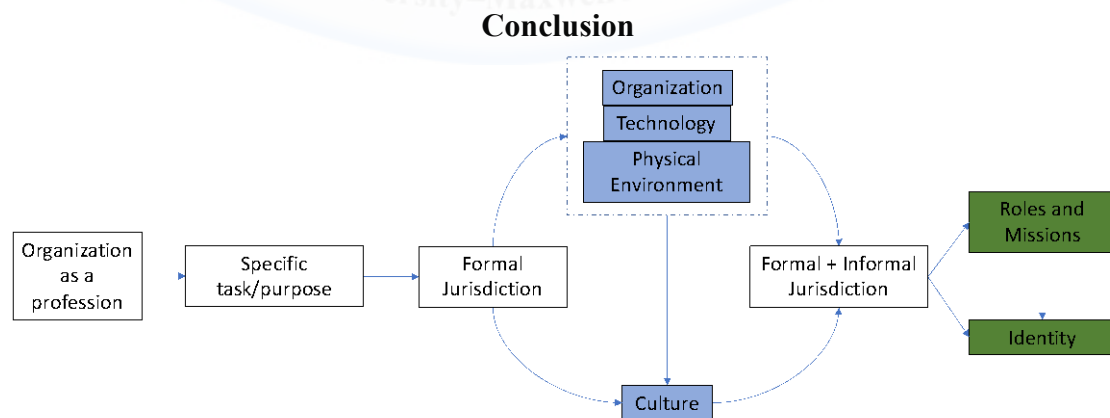 Conclusion
Organization
Technology
Physical
Environment
Organization
as a
profession
Specific
task/purpose
Formal
Jurisdiction
Formal + Informal
Jurisdiction
Roles and
Missions
Identity
Culture